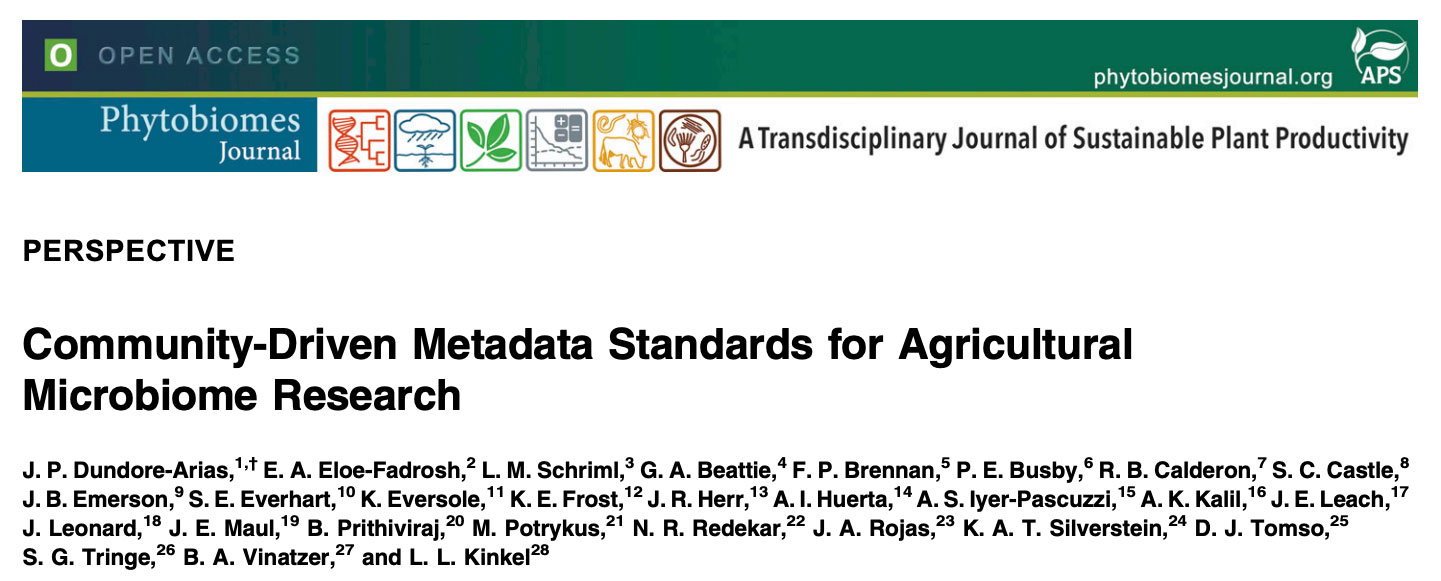 O OPEN ACCESS
phytobiomesjournal.org
APS
Phytobiomes
Journal
A Transdisciplinary Journal of Sustainable Plant Productivity
PERSPECTIVE
Community-Driven Metadata Standards for Agricultural
Microbiome Research
J. P. Dundore-Arias,1,† E. A. Eloe-Fadrosh,2 L. M. Schriml,3 G. A. Beattie,4 F. P. Brennan,5 P. E. Busby,6 R. B. Calderon,7 S. C. Castle,8
J. B. Emerson,9 S. E. Everhart,10 K. Eversole,11 K. E. Frost,12 J. R. Herr,13 A. I. Huerta,14 A. S. Iyer-Pascuzzi,15 A. K. Kalil,16 J. E. Leach,17
J. Leonard,18 J. E. Maul,19 B. Prithiviraj,20 M. Potrykus,21 N. R. Redekar,22 J. A. Rojas,23 K. A. T. Silverstein,24 D. J. Tomso,25
S. G. Tringe,26 B. A. Vinatzer,27 and L. L. Kinkel28